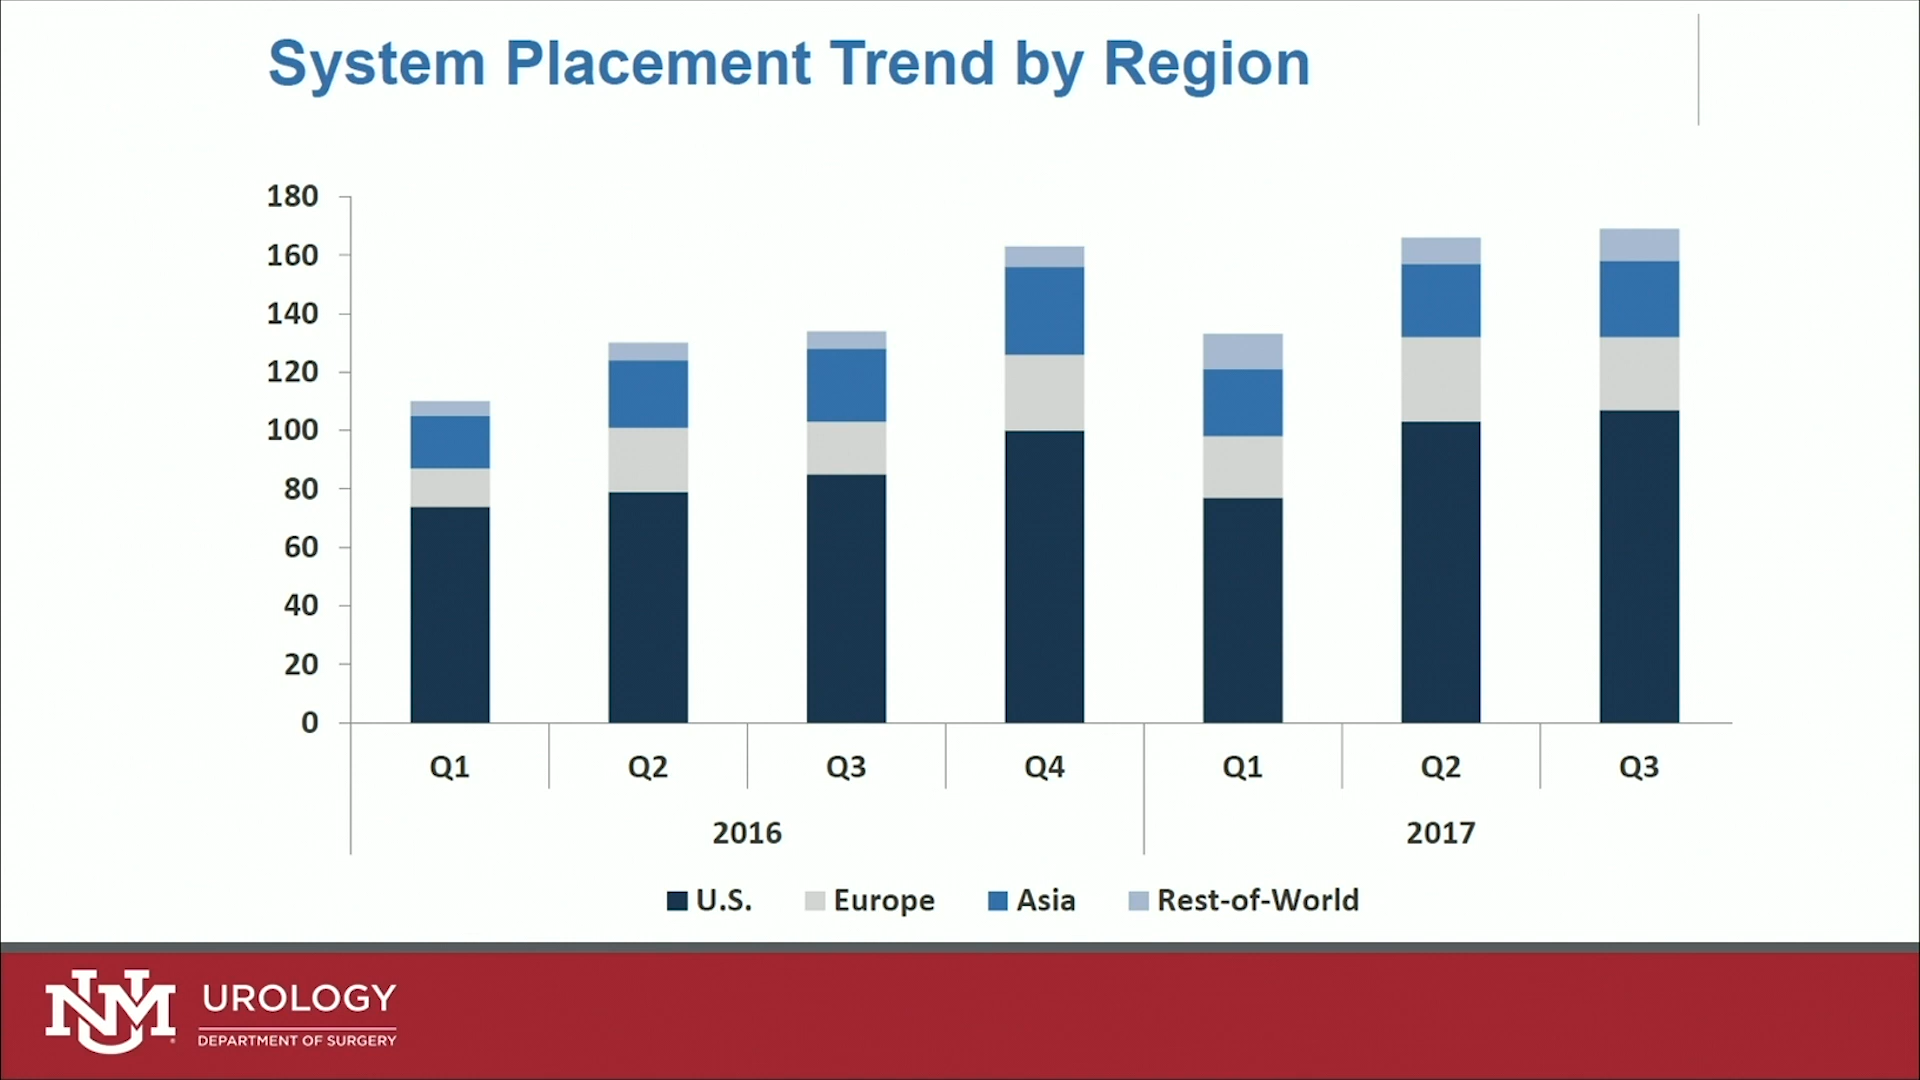 System Placement Trend by Region
180
160
140
120
100
80
60
40
20
0
Q1 Q2 Q3 Q4 Q1 Q2 Q3
2016 2017
U.S. Europe Asia Rest-of-World
UNM UROLOGY
DEPARTMENT OF SURGERY